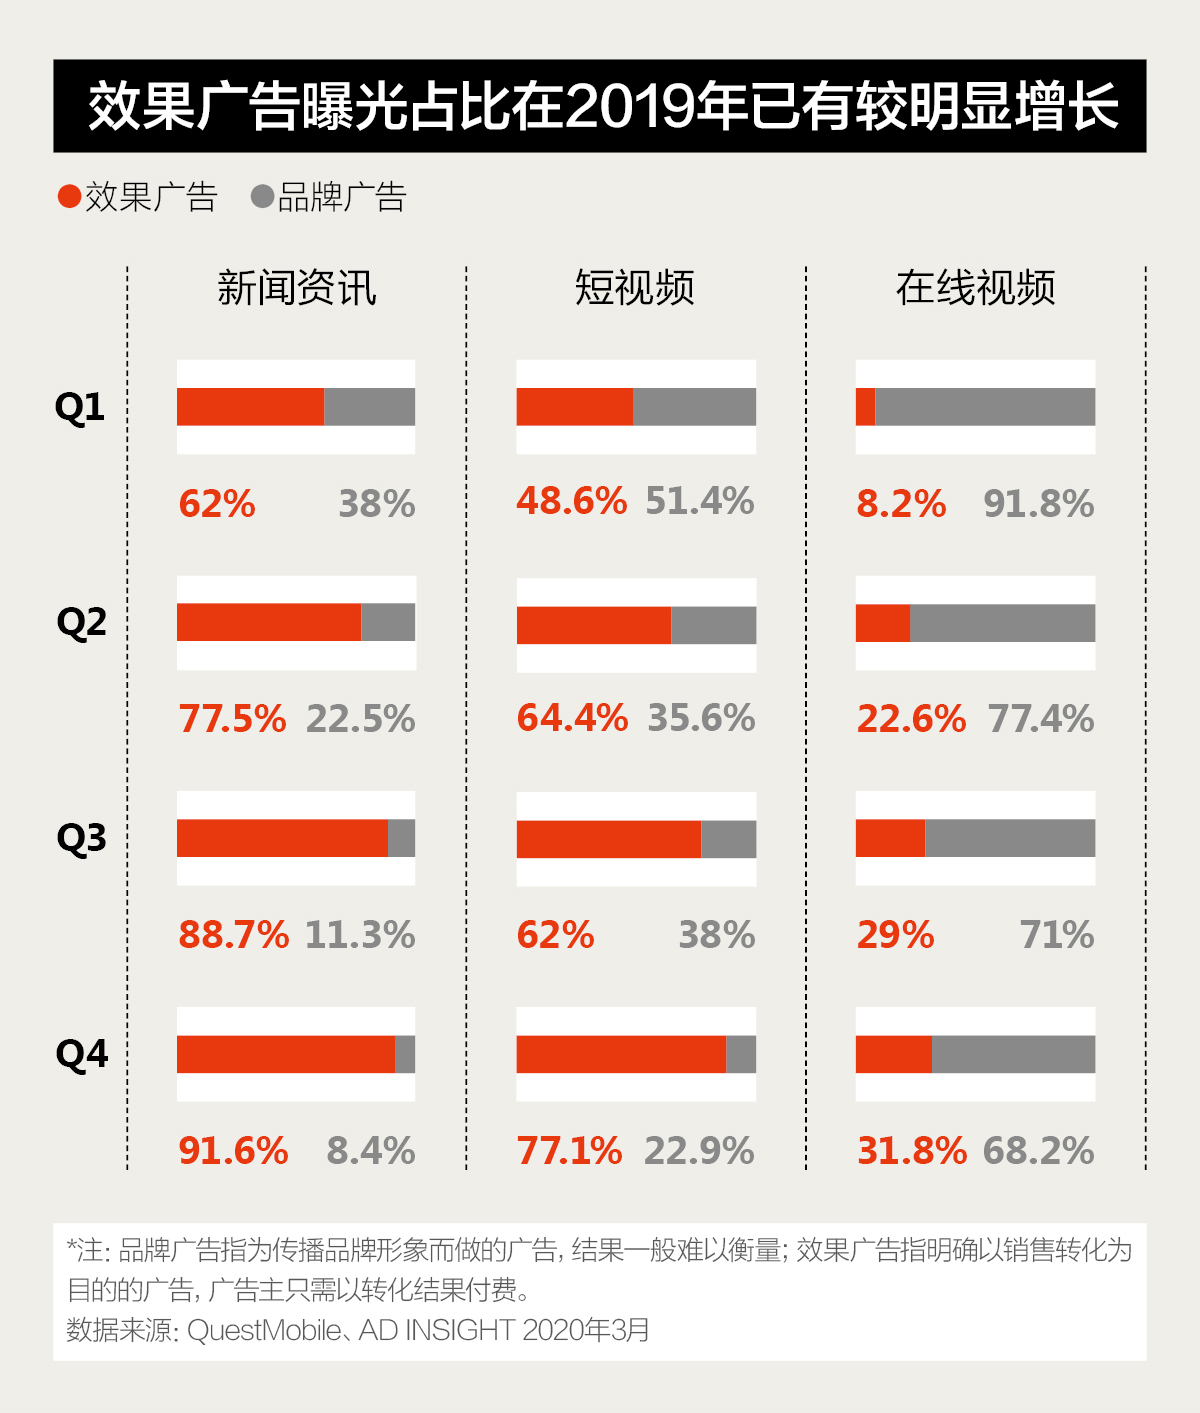 效果广告曝光占比在2019年已有较明显增长
效果广告 品牌广告
新闻资讯 短视频 在线视频
Q1
62% 38% 48.6% 51.4% 8.2% 91.8%
Q2
77.5% 22.5% 64.4% 35.6% 22.6% 77.4%
Q3
88.7% 11.3% 62% 38% 29% 71%
Q4
91.6% 8.4% 77.1% 22.9% 31.8% 68.2%
*注：品牌广告指为传播品牌形象而做的广告，结果一般难以衡量；效果广告指明确以销售转化为
目的的广告，广告主只需以转化结果付费。
数据来源：QuestMobile、AD INSIGHT 2020年3月